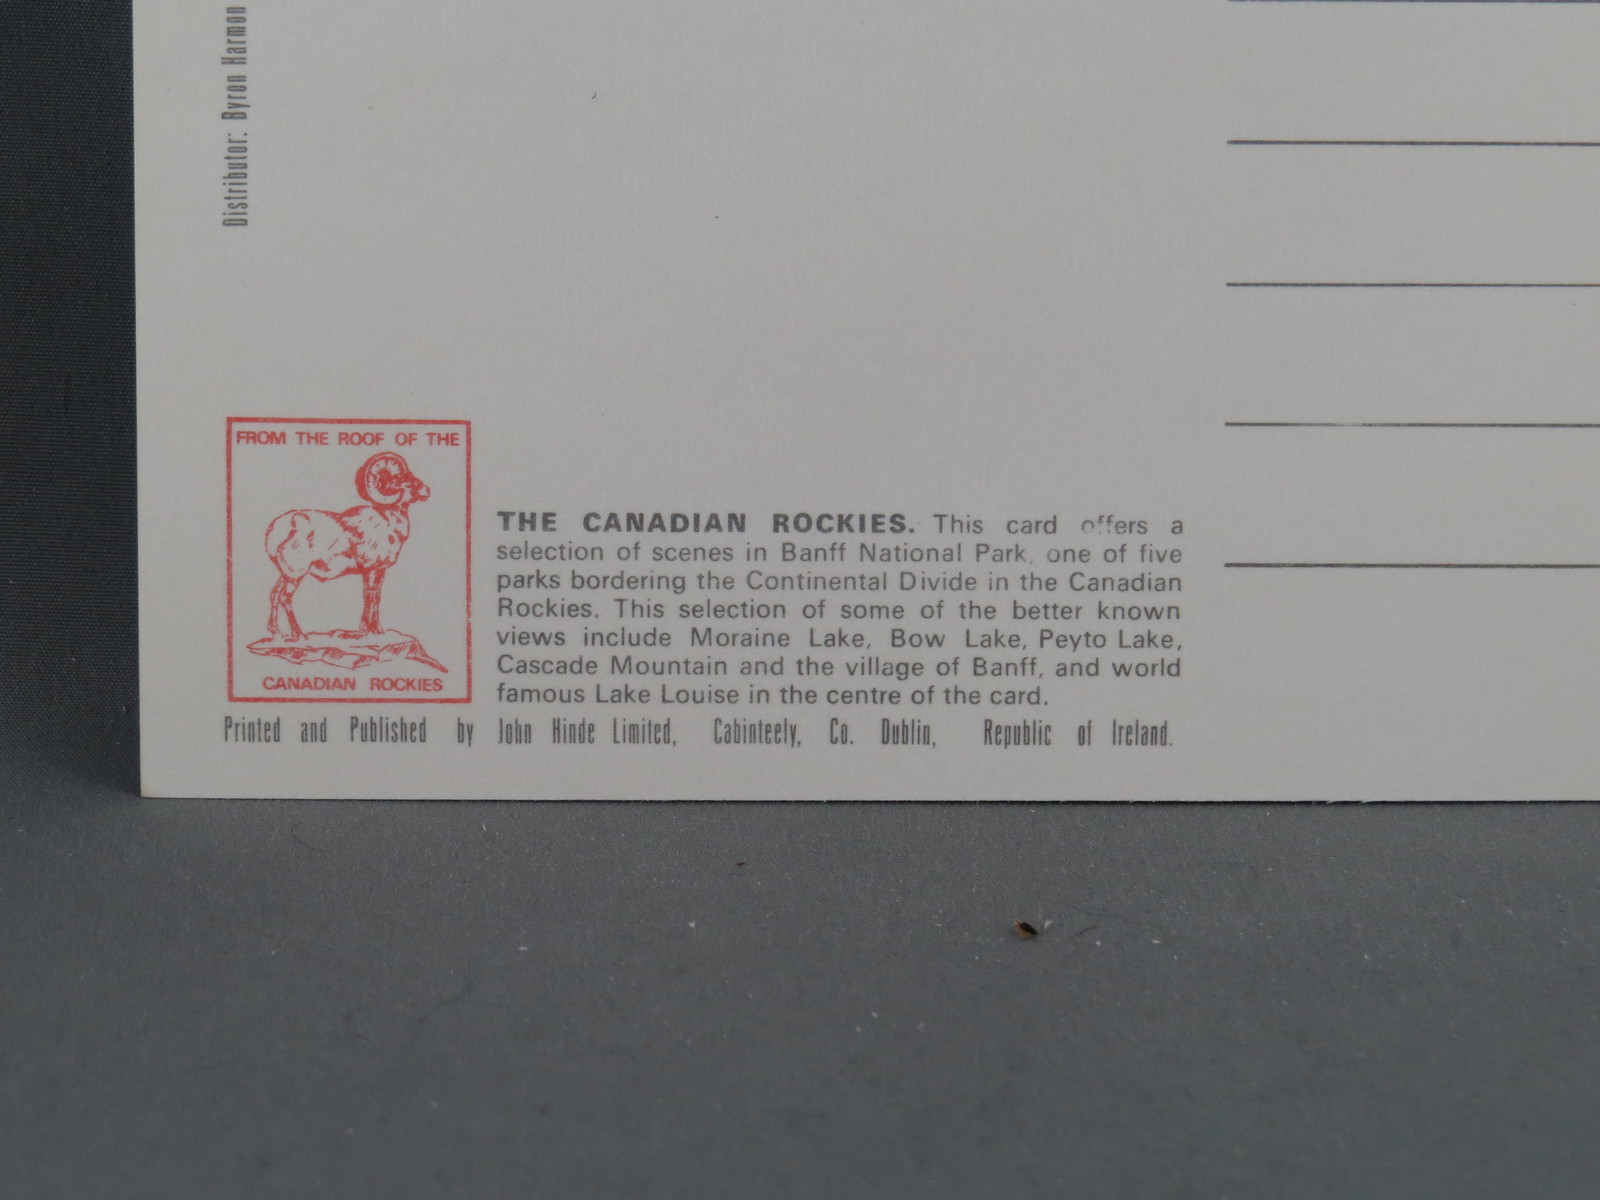 Distributor: Byron Harmon
FROM THE ROOF OF THE
CANADIAN ROCKIES
THE CANADIAN ROCKIES. This card offers a
selection of scenes in Banff National Park, one of five
parks bordering the Continental Divide in the Canadian
Rockies. This selection of some of the better known
views include Moraine Lake, Bow Lake, Peyto Lake,
Cascade Mountain and the village of Banff, and world
famous Lake Louise in the centre of the card.
Printed and Published by John Hinde Limited, Cabinteely, Co. Dublin, Republic of Ireland.